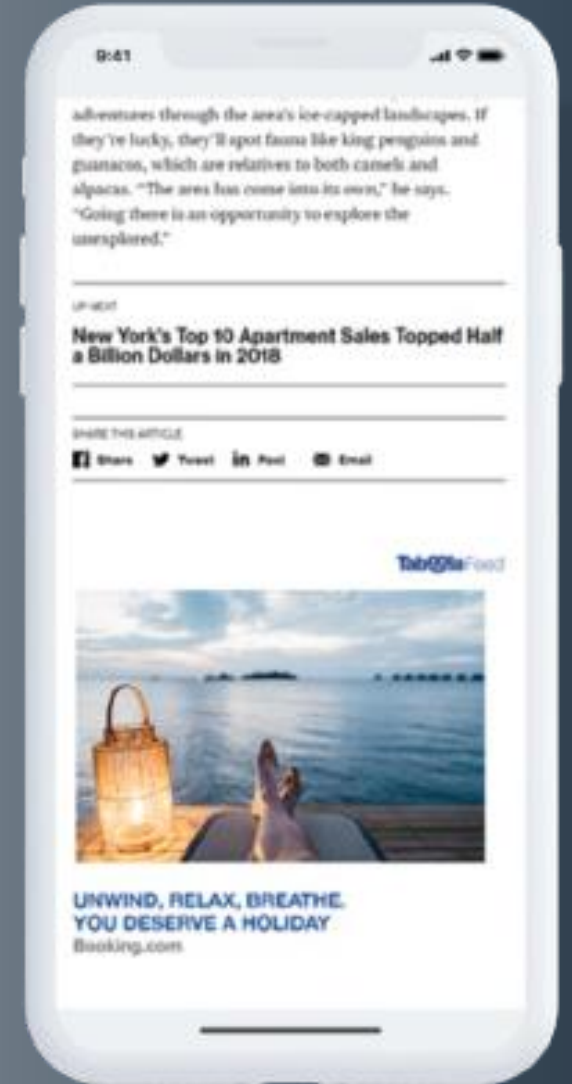 9:41
adventures through the area's ice-capped landscapes. If
they're lucky, they'll spot fauna like king penguins and
guanacos, which are relatives to both camels and
alpacas. "The area has come into its own," he says.
"Going there is an opportunity to explore the
unexplored."
UP NEXT
New York's Top 10 Apartment Sales Topped Half
a Billion Dollars in 2018
SHARE THIS ARTICLE
Share Tweet Post Email
Taboola Feed
UNWIND, RELAX, BREATHE.
YOU DESERVE A HOLIDAY
Booking.com